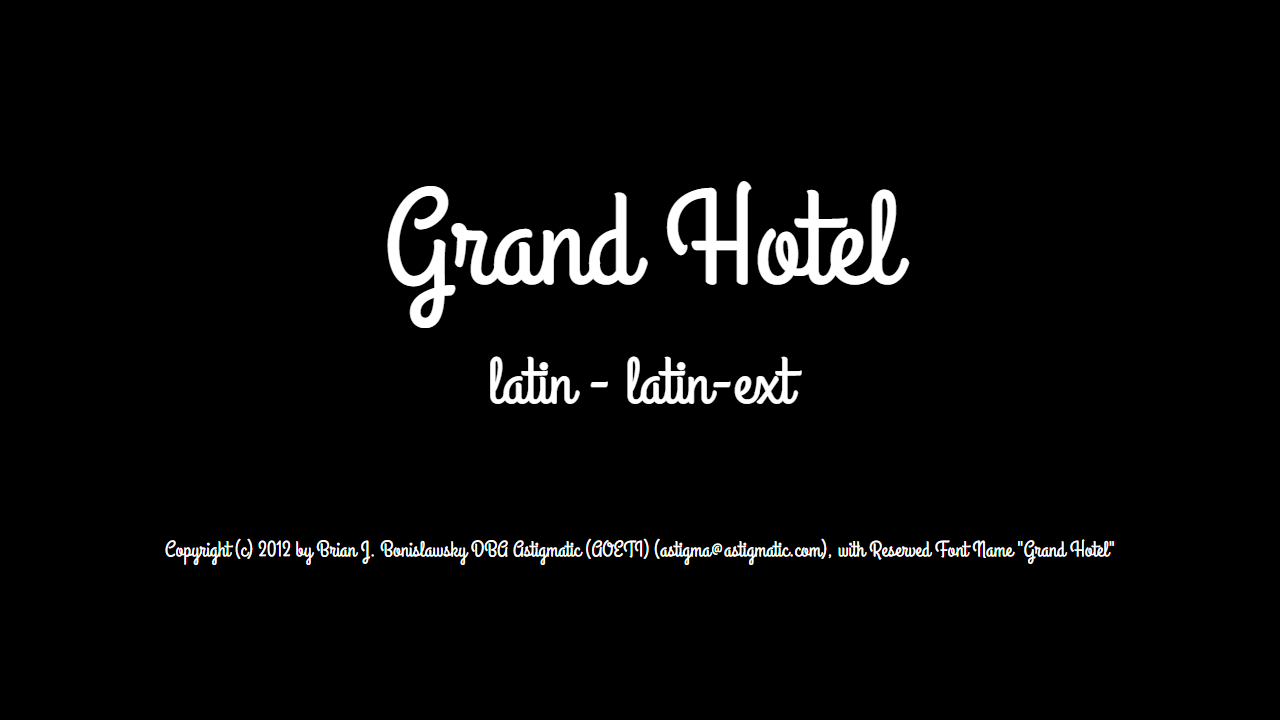 Grand Hotel
latin - latin-ext
Copyright (c) 2012 by Brian J. Bonislawsky DBA Astigmatic (AOETI) (astigma@astigmatic.com), with Reserved Font Name "Grand Hotel"